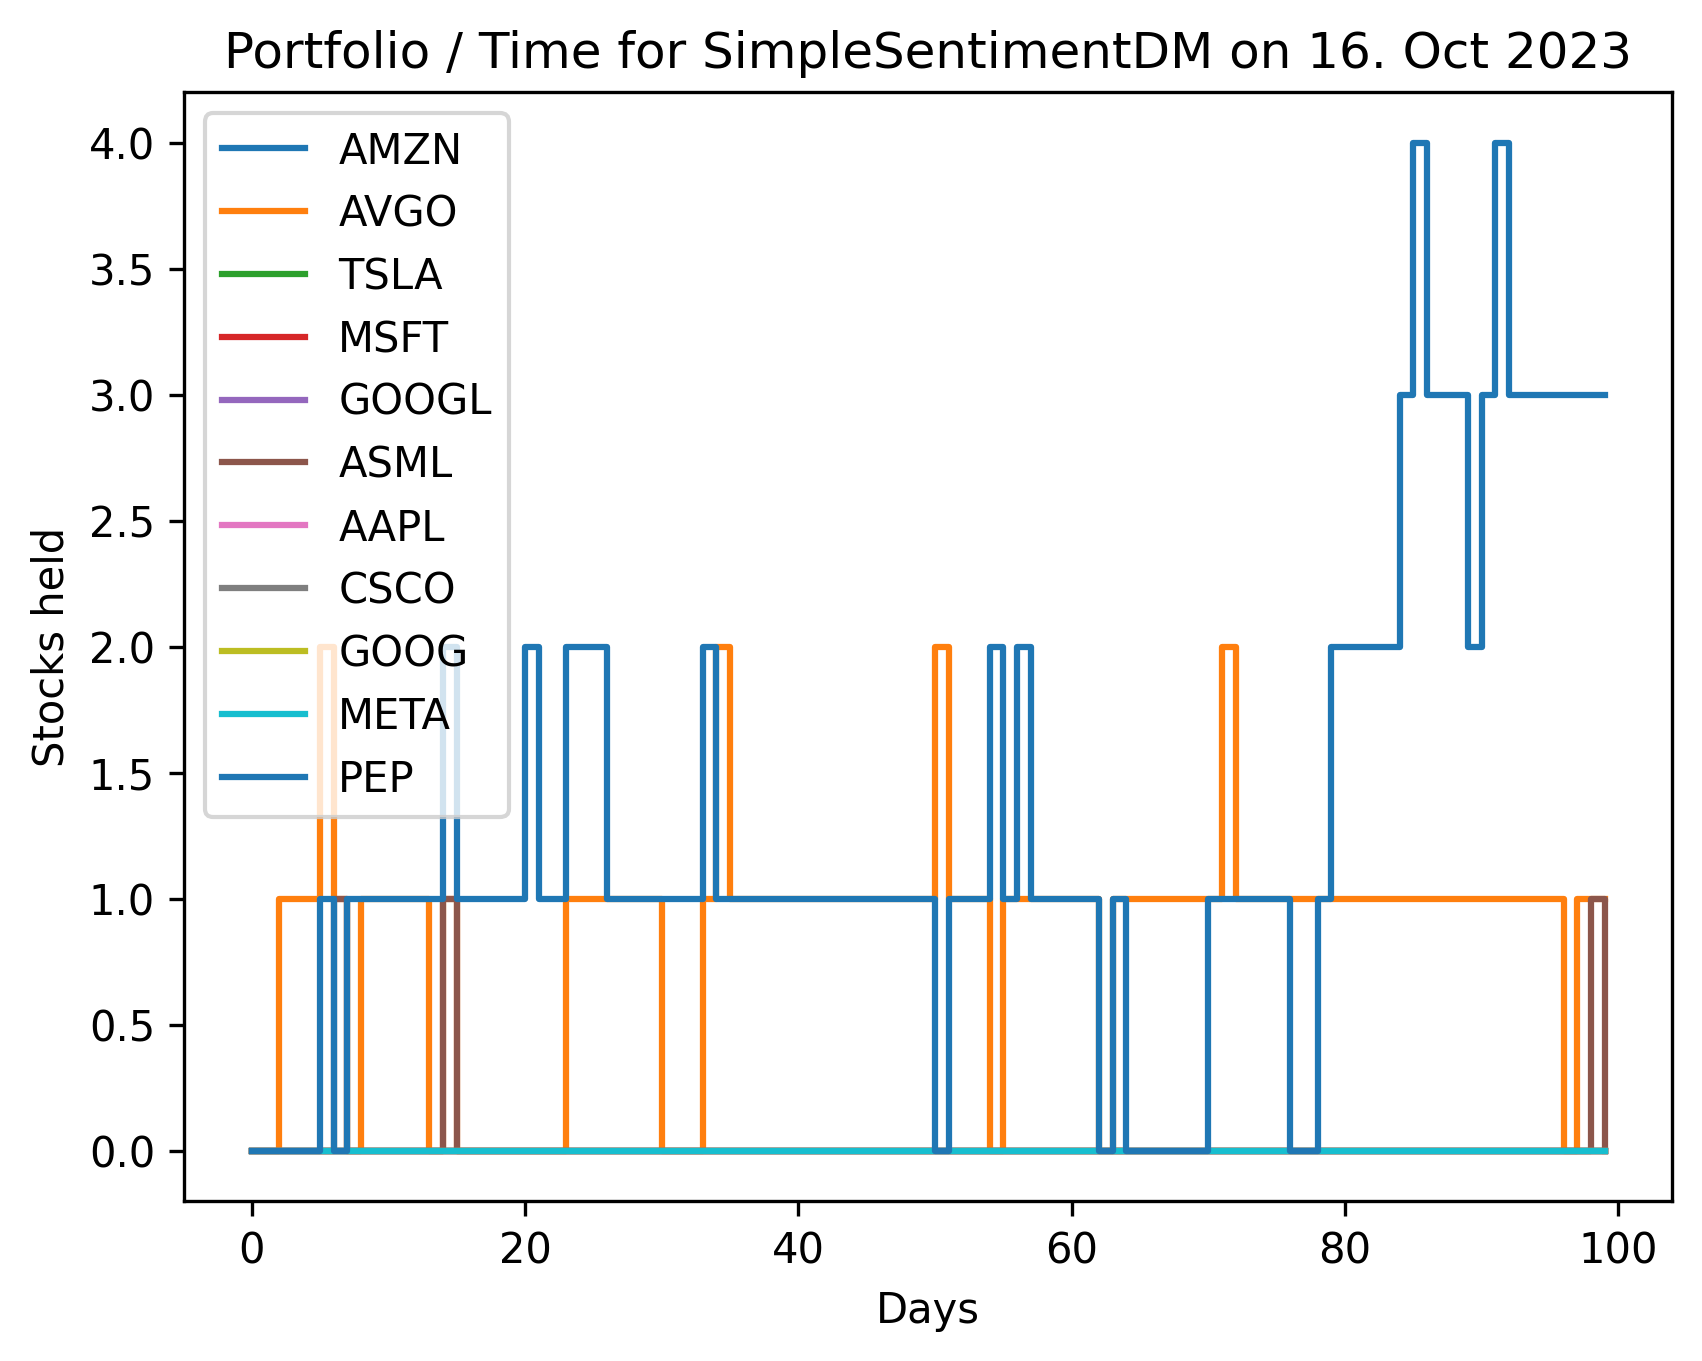 Portfolio / Time for SimpleSentimentDM on 16. Oct 2023
AMZN
AVGO
TSLA
MSFT
GOOGL
ASML
AAPL
CSCO
GOOG
META
PEP
4.0
3.5
3.0
2.5
2.0
1.5
1.0
0.5
0.0
Stocks held
0 20 40 60 80 100
Days